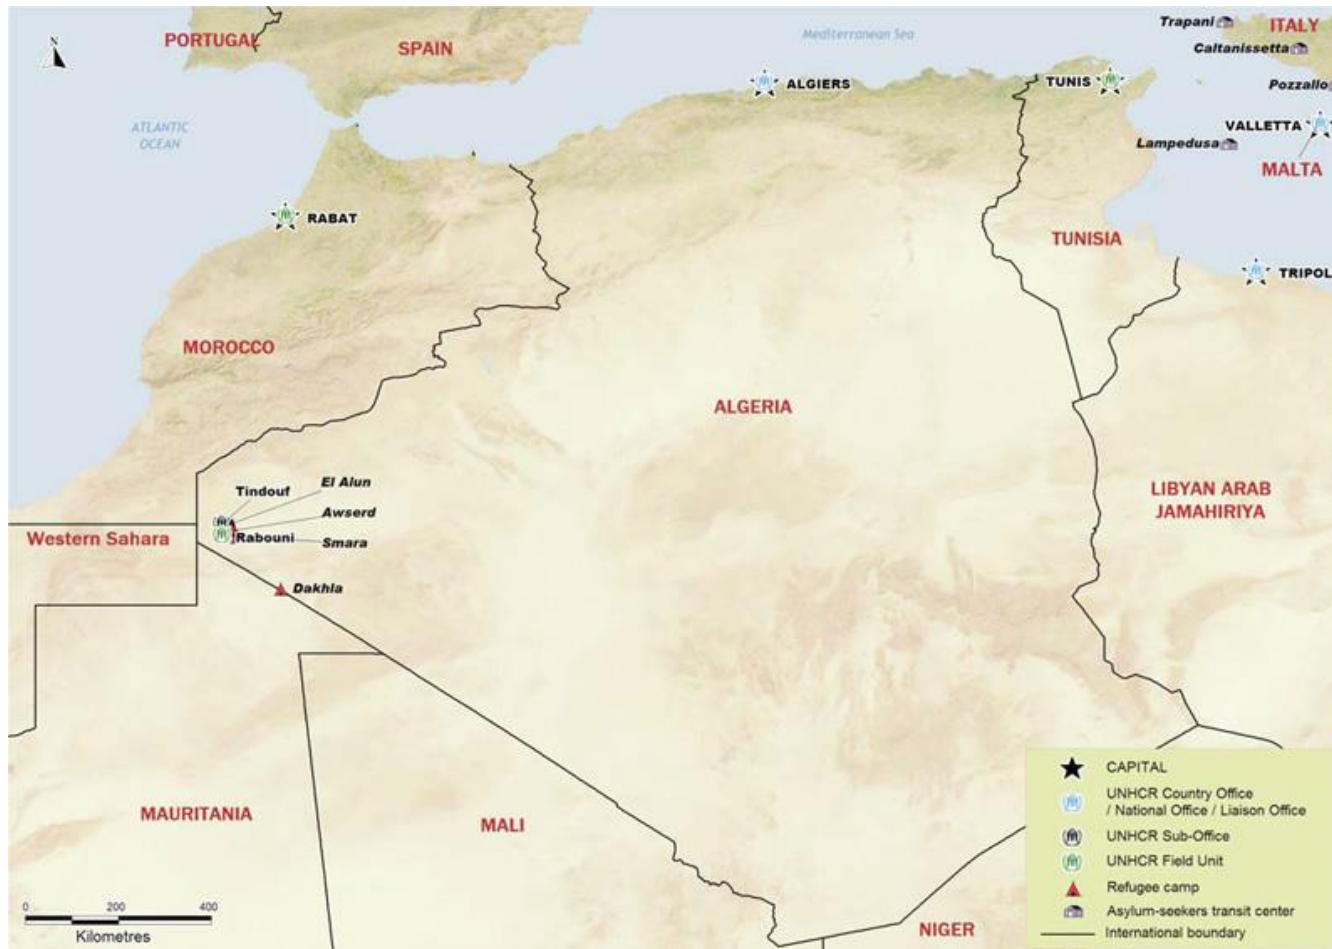 N
PORTUGAL
SPAIN
Mediterranean Sea
Trapani
ITALY
Caltanissetta
ALGIERS
TUNIS
Pozzallo
ATLANTIC
OCEAN
VALLETTA
Lampedusa
MALTA
RABAT
TUNISIA
TRIPOL
MOROCCO
ALGERIA
El Aiun
Tindouf
LIBYAN ARAB
JAMAHIRIYA
Awserd
Western Sahara
Rabouni
Smara
Dakhla
CAPITAL
UNHCR Country Office
/ National Office / Liaison Office
MAURITANIA
MALI
UNHCR Sub-Office
UNHCR Field Unit
Refugee camp
0 200 400
Asylum-seekers transit center
NIGER
International boundary
Kilometres